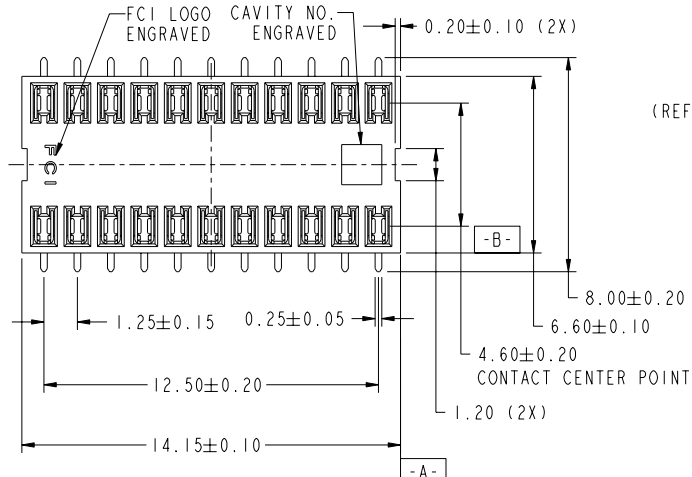 FCI LOGO
ENGRAVED
CAVITY NO.
ENGRAVED
0.20±0.10 (2X)
(REF
FCI
-B-
8.00±0.20
1.25±0.15
0.25±0.05
6.60±0.10
4.60±0.20
CONTACT CENTER POINT
12.50±0.20
1.20 (2X)
14.15±0.10
-A-